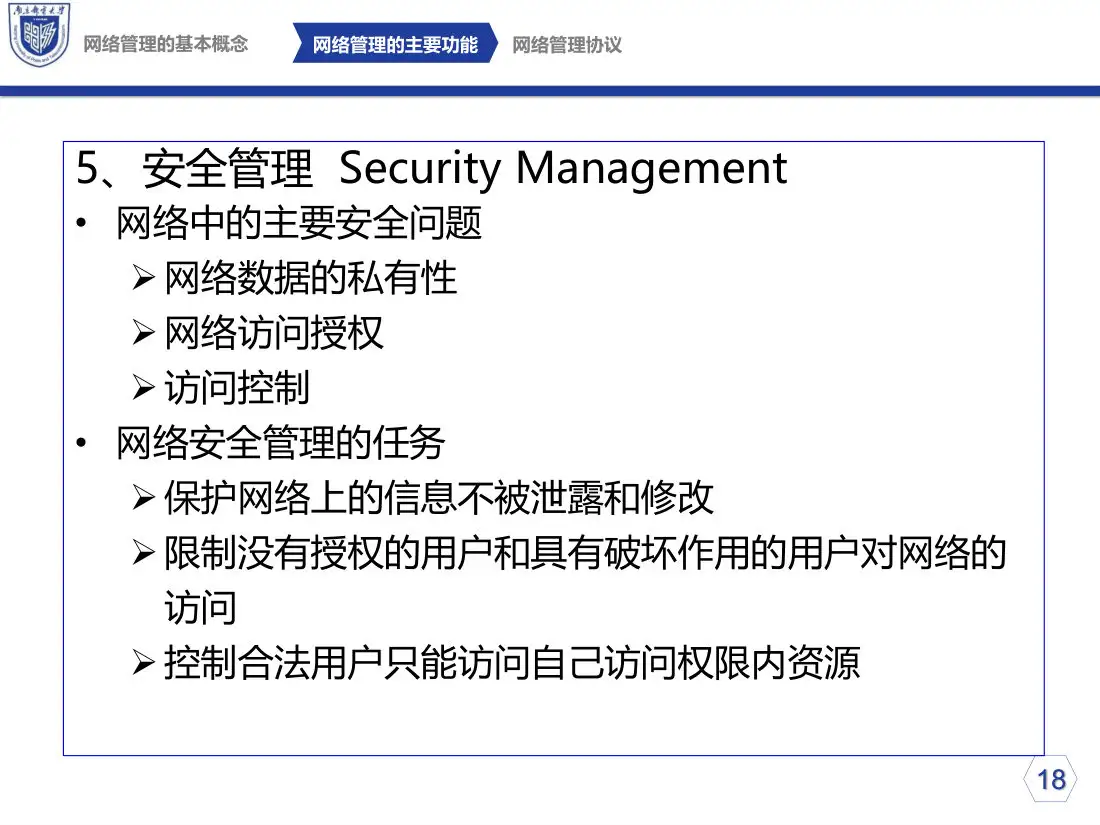 南京邮电大学
网络管理的基本概念
网络管理的主要功能
网络管理协议
5、安全管理 Security Management
• 网络中的主要安全问题
➢ 网络数据的私有性
➢ 网络访问授权
➢ 访问控制
• 网络安全管理的任务
➢ 保护网络上的信息不被泄露和修改
➢ 限制没有授权的用户和具有破坏作用的用户对网络的
访问
➢ 控制合法用户只能访问自己访问权限内资源
18